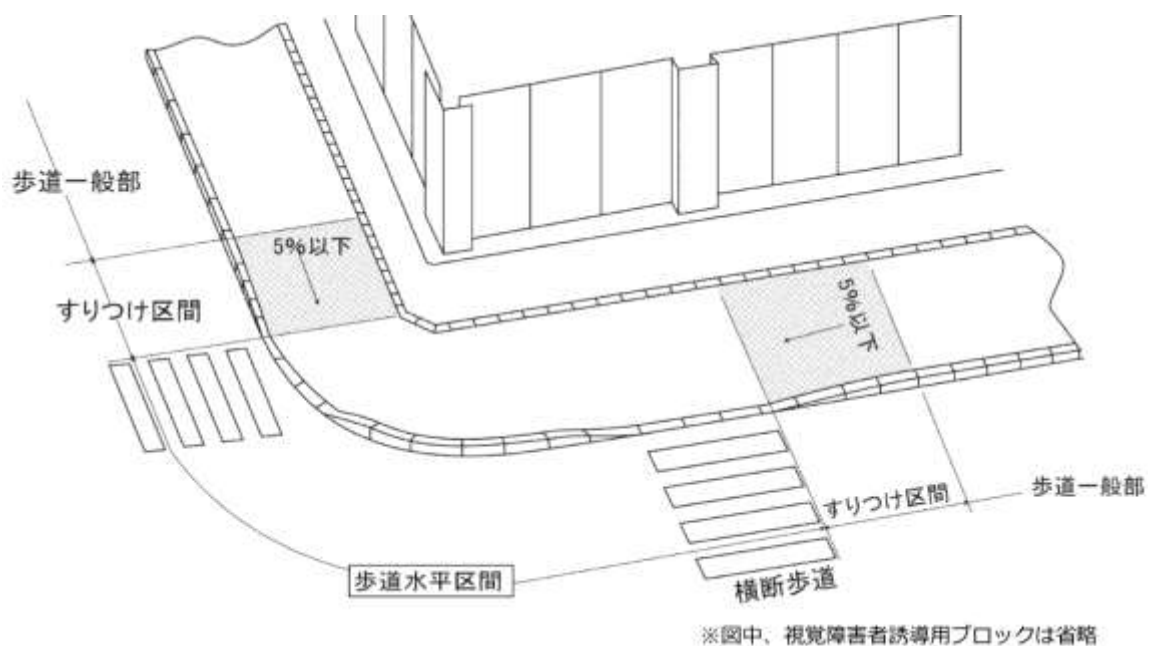 歩道一般部
5%以下
すりつけ区間
5%以下
すりつけ区間
歩道一般部
歩道水平区間
横断歩道
※図中、視覚障害者誘導用ブロックは省略